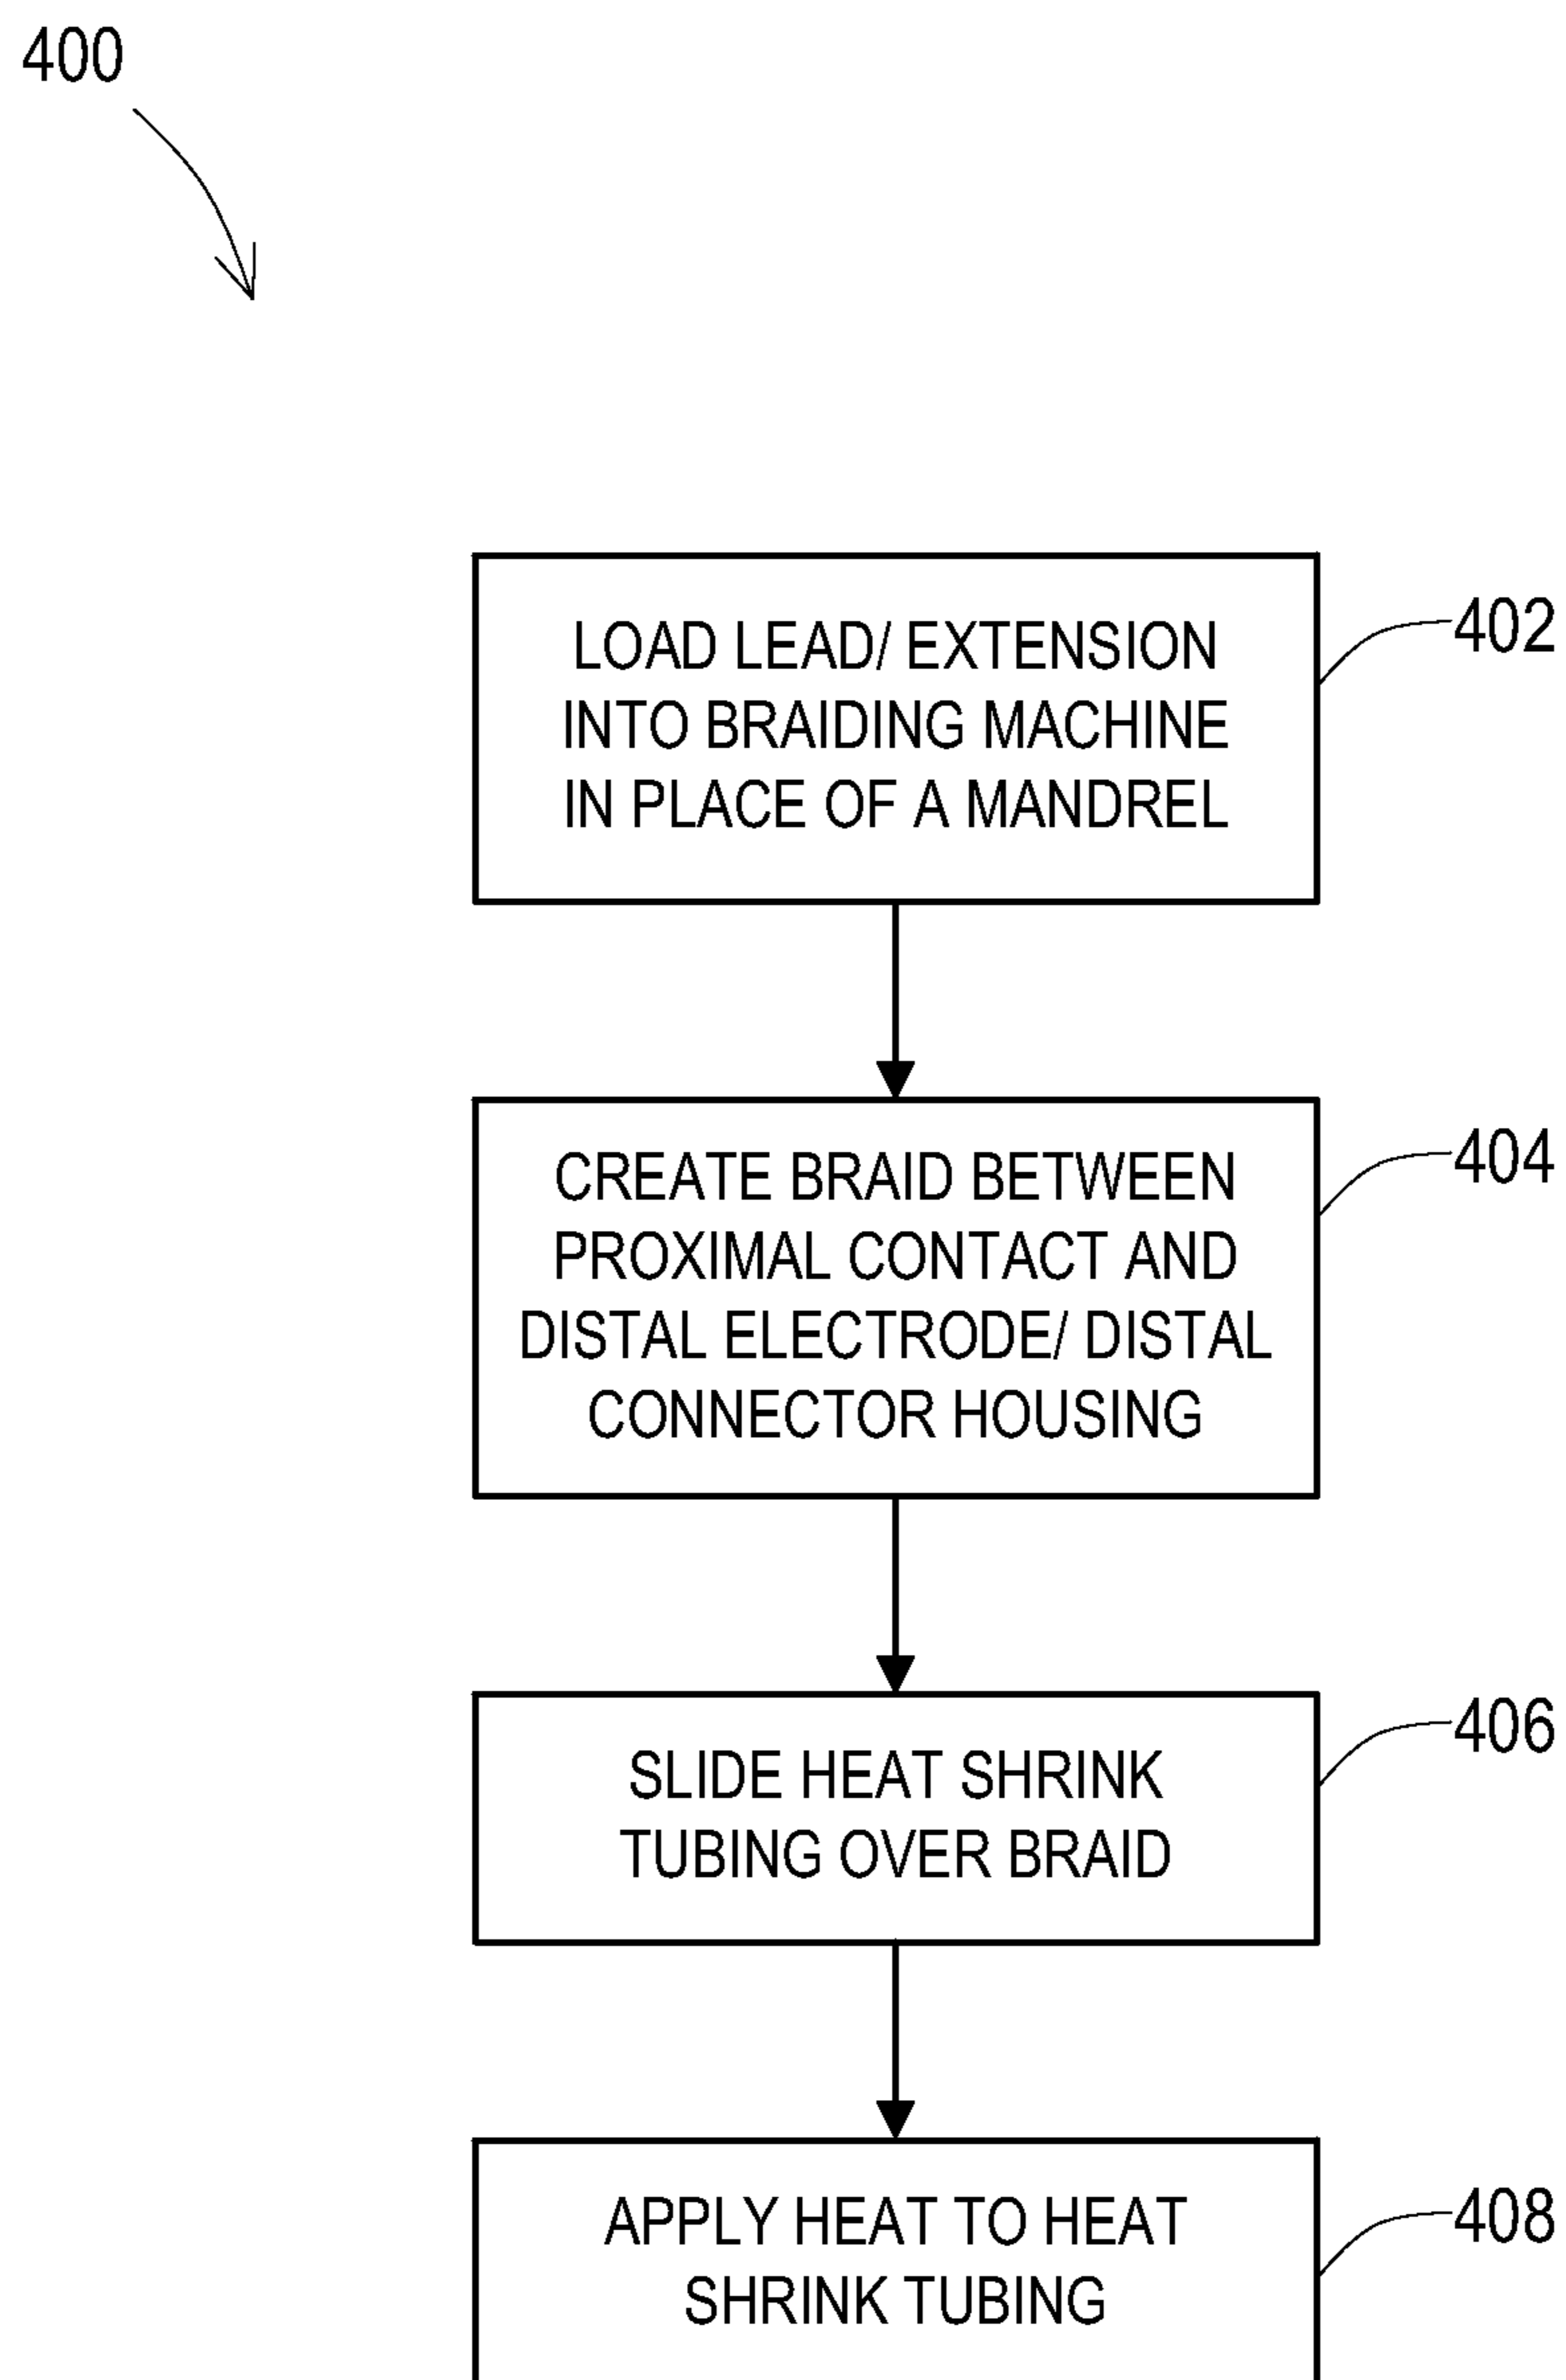 400
LOAD LEAD/ EXTENSION
INTO BRAIDING MACHINE
IN PLACE OF A MANDREL
402
CREATE BRAID BETWEEN
PROXIMAL CONTACT AND
DISTAL ELECTRODE/ DISTAL
CONNECTOR HOUSING
404
SLIDE HEAT SHRINK
TUBING OVER BRAID
406
APPLY HEAT TO HEAT
SHRINK TUBING
408